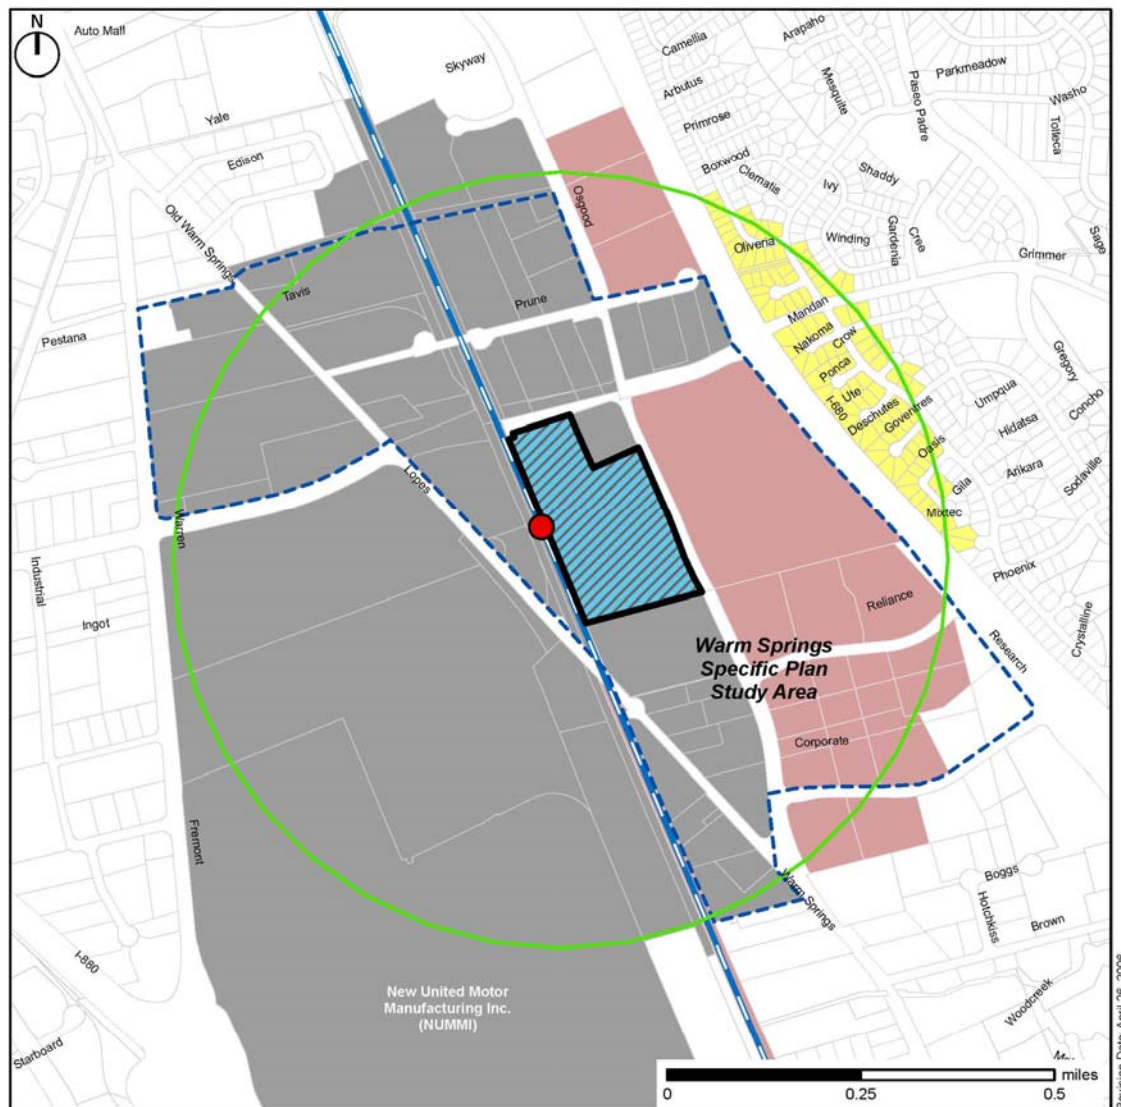 N
Auto Mall
Skyway
Camellia
Arapaho
Arbutus
Mesquite
Paseo Padre
Parkmeadow
Washo
Tolteca
Yale
Edison
Primrose
Boxwood
Clematis
Ivy
Shaddy
Osgood
Old Warm Springs
Oliveria
Winding
Gardenia
Cree
Sage
Grimmer
Tavis
Prune
Mandan
Pestana
Nakoma
Crow
Ponca
Ute
I-680
Deschutes
Goventres
Gregory
Umpqua
Concho
Hidatsa
Oasis
Arikara
Sodaville
Gila
Mixtec
Lopes
Warren
Phoenix
Industrial
Ingot
Reliance
Research
Crystalline
Warm Springs
Specific Plan
Study Area
Corporate
Fremont
Warm Springs
Boggs
Hotchkiss
Brown
I-880
New United Motor
Manufacturing Inc.
(NUMMI)
Woodcreek
Starboard
miles
0
0.25
0.5